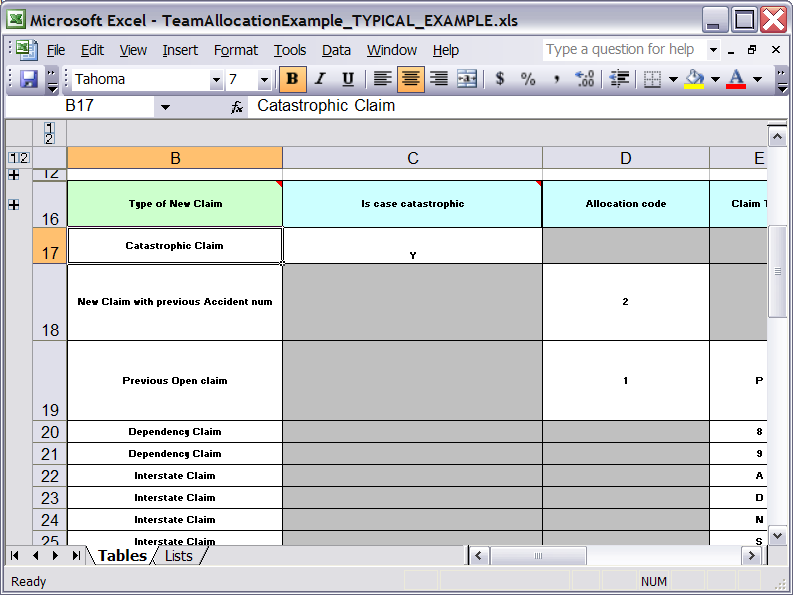 Microsoft Excel - TeamAllocationExample_TYPICAL_EXAMPLE.xls
File Edit View Insert Format Tools Data Window Help Type a question for help
Tahoma 7 B I U $ % ,
B17 fx Catastrophic Claim
1
2
1 2 B C D E
12
16 Type of New Claim Is case catastrophic Allocation code Claim T
17 Catastrophic Claim Y
18 New Claim with previous Accident num 2
19 Previous Open claim 1 P
20 Dependency Claim 8
21 Dependency Claim 9
22 Interstate Claim A
23 Interstate Claim D
24 Interstate Claim N
25 Interstate Claim S
Tables Lists
Ready NUM